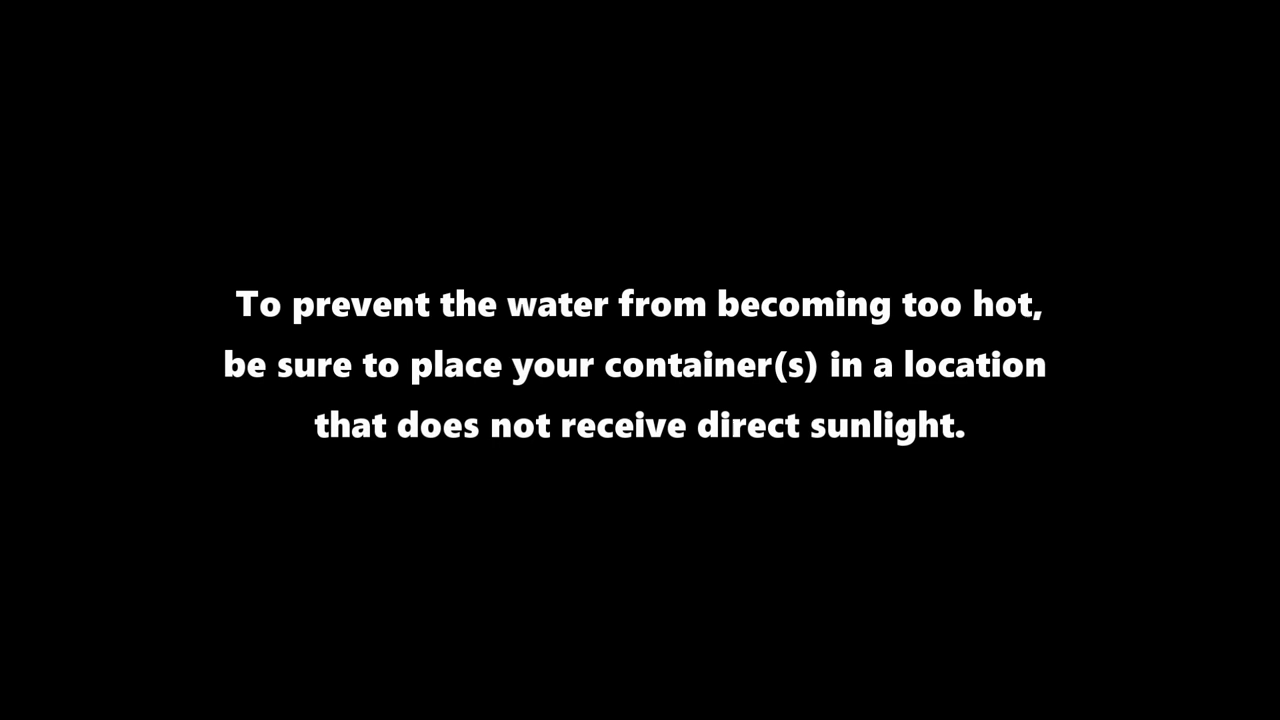 To prevent the water from becoming too hot,
be sure to place your container(s) in a location
that does not receive direct sunlight.